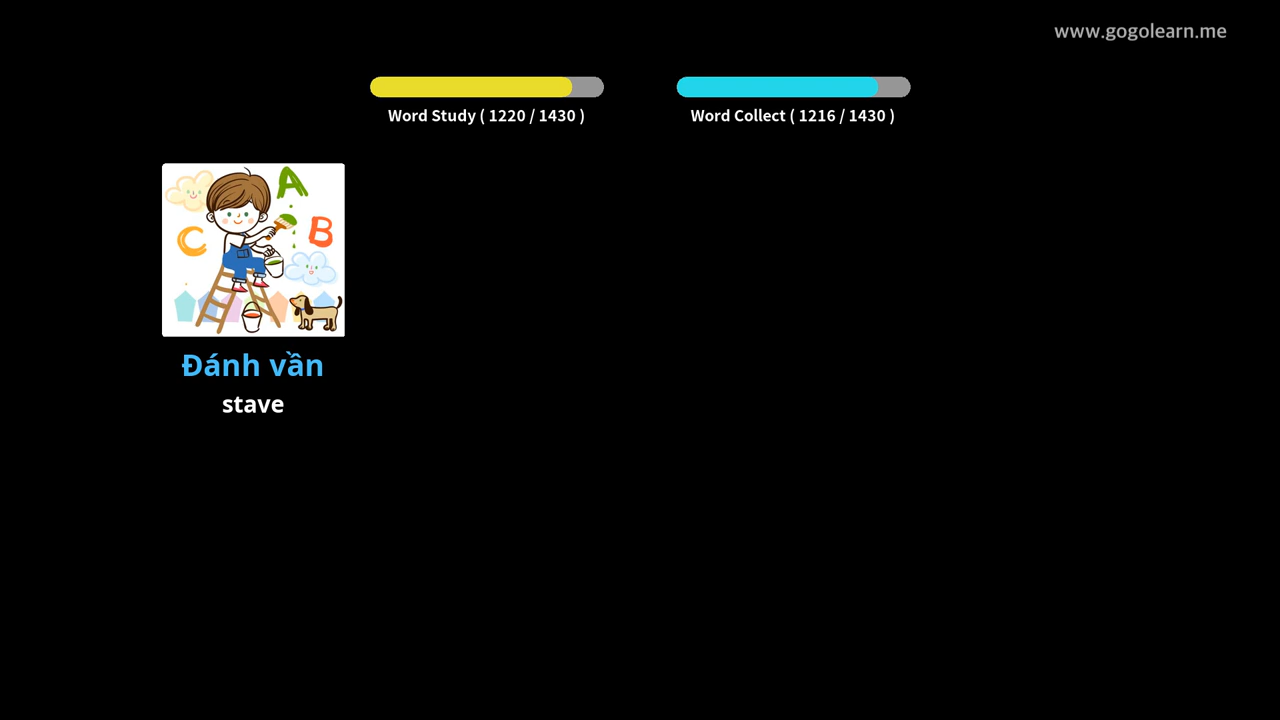 www.gogolearn.me
Word Study ( 1220 / 1430 )
Word Collect ( 1216 / 1430 )
A
B
C
Đánh vần
stave